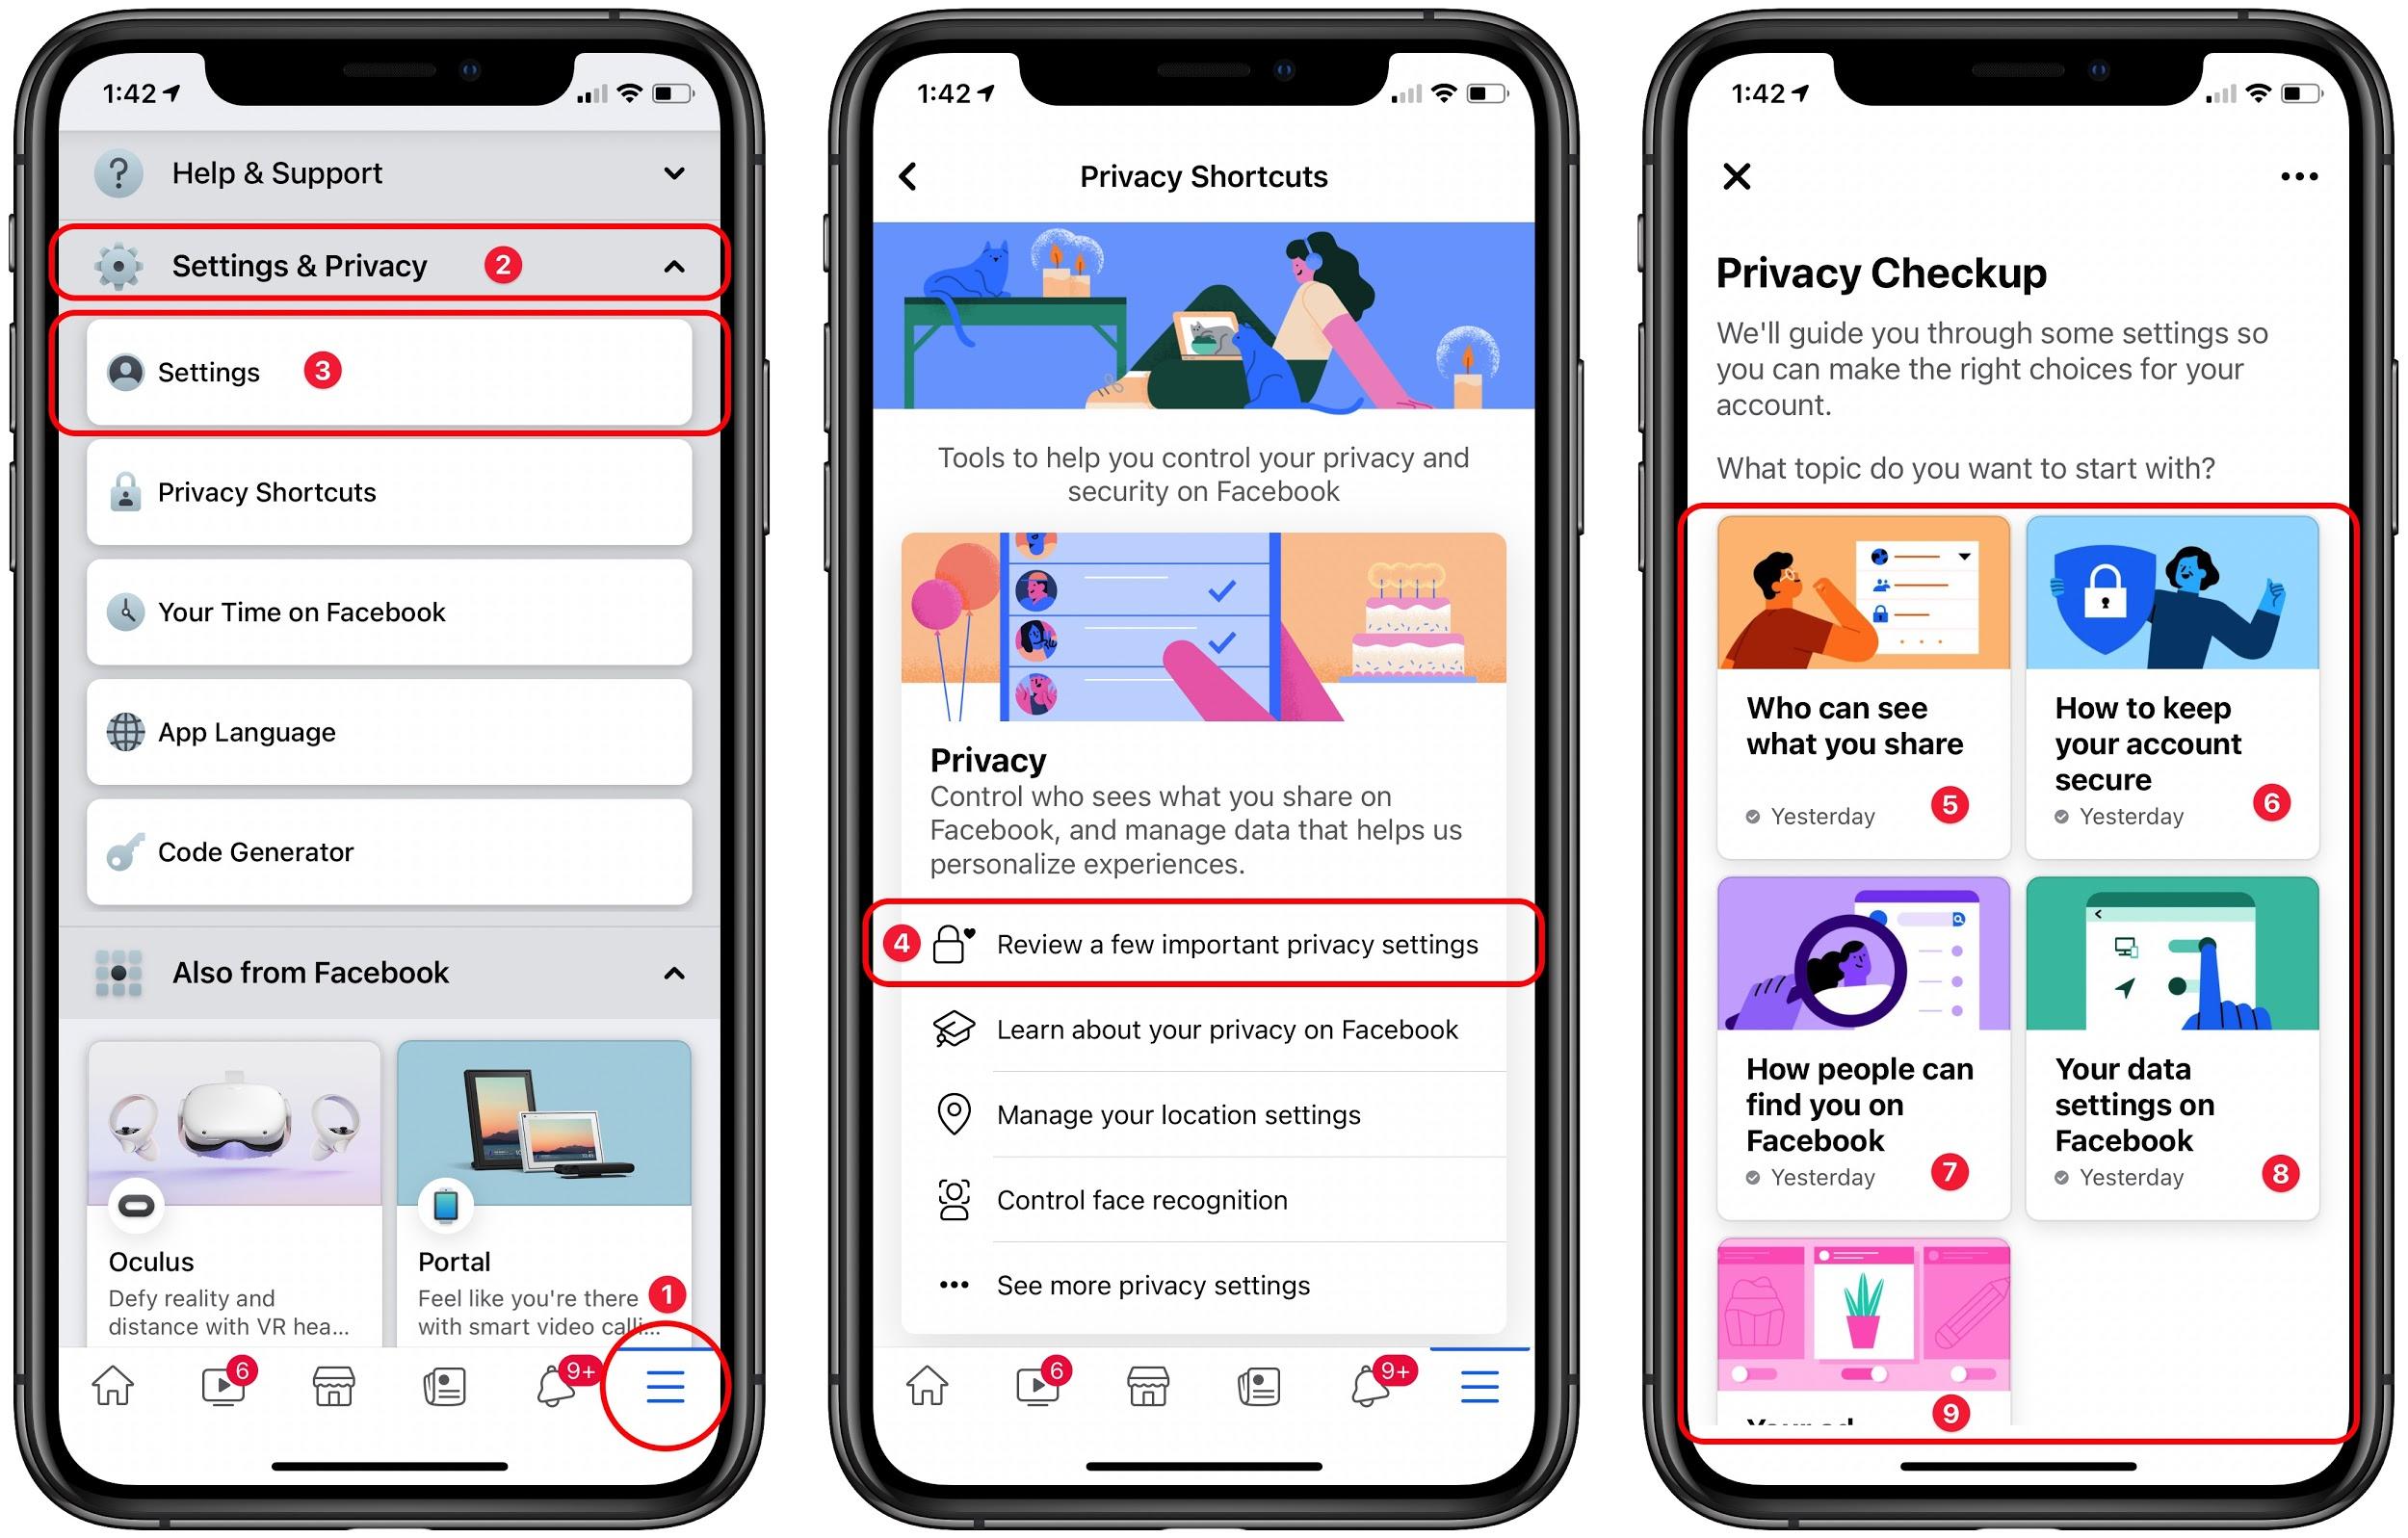 1:42
Help & Support
Settings & Privacy 2
Settings 3
Privacy Shortcuts
Your Time on Facebook
App Language
Code Generator
Also from Facebook
Oculus
Defy reality and
distance with VR hea...
Portal
Feel like you're there
with smart video calli...
1
6
9+
1:42
Privacy Shortcuts
Tools to help you control your privacy and
security on Facebook
Privacy
Control who sees what you share on
Facebook, and manage data that helps us
personalize experiences.
4 Review a few important privacy settings
Learn about your privacy on Facebook
Manage your location settings
Control face recognition
See more privacy settings
6
9+
1:42
Privacy Checkup
We'll guide you through some settings so
you can make the right choices for your
account.
What topic do you want to start with?
Who can see
what you share
Yesterday 5
How to keep
your account
secure
Yesterday 6
How people can
find you on
Facebook
Yesterday 7
Your data
settings on
Facebook
Yesterday 8
Your ad
9